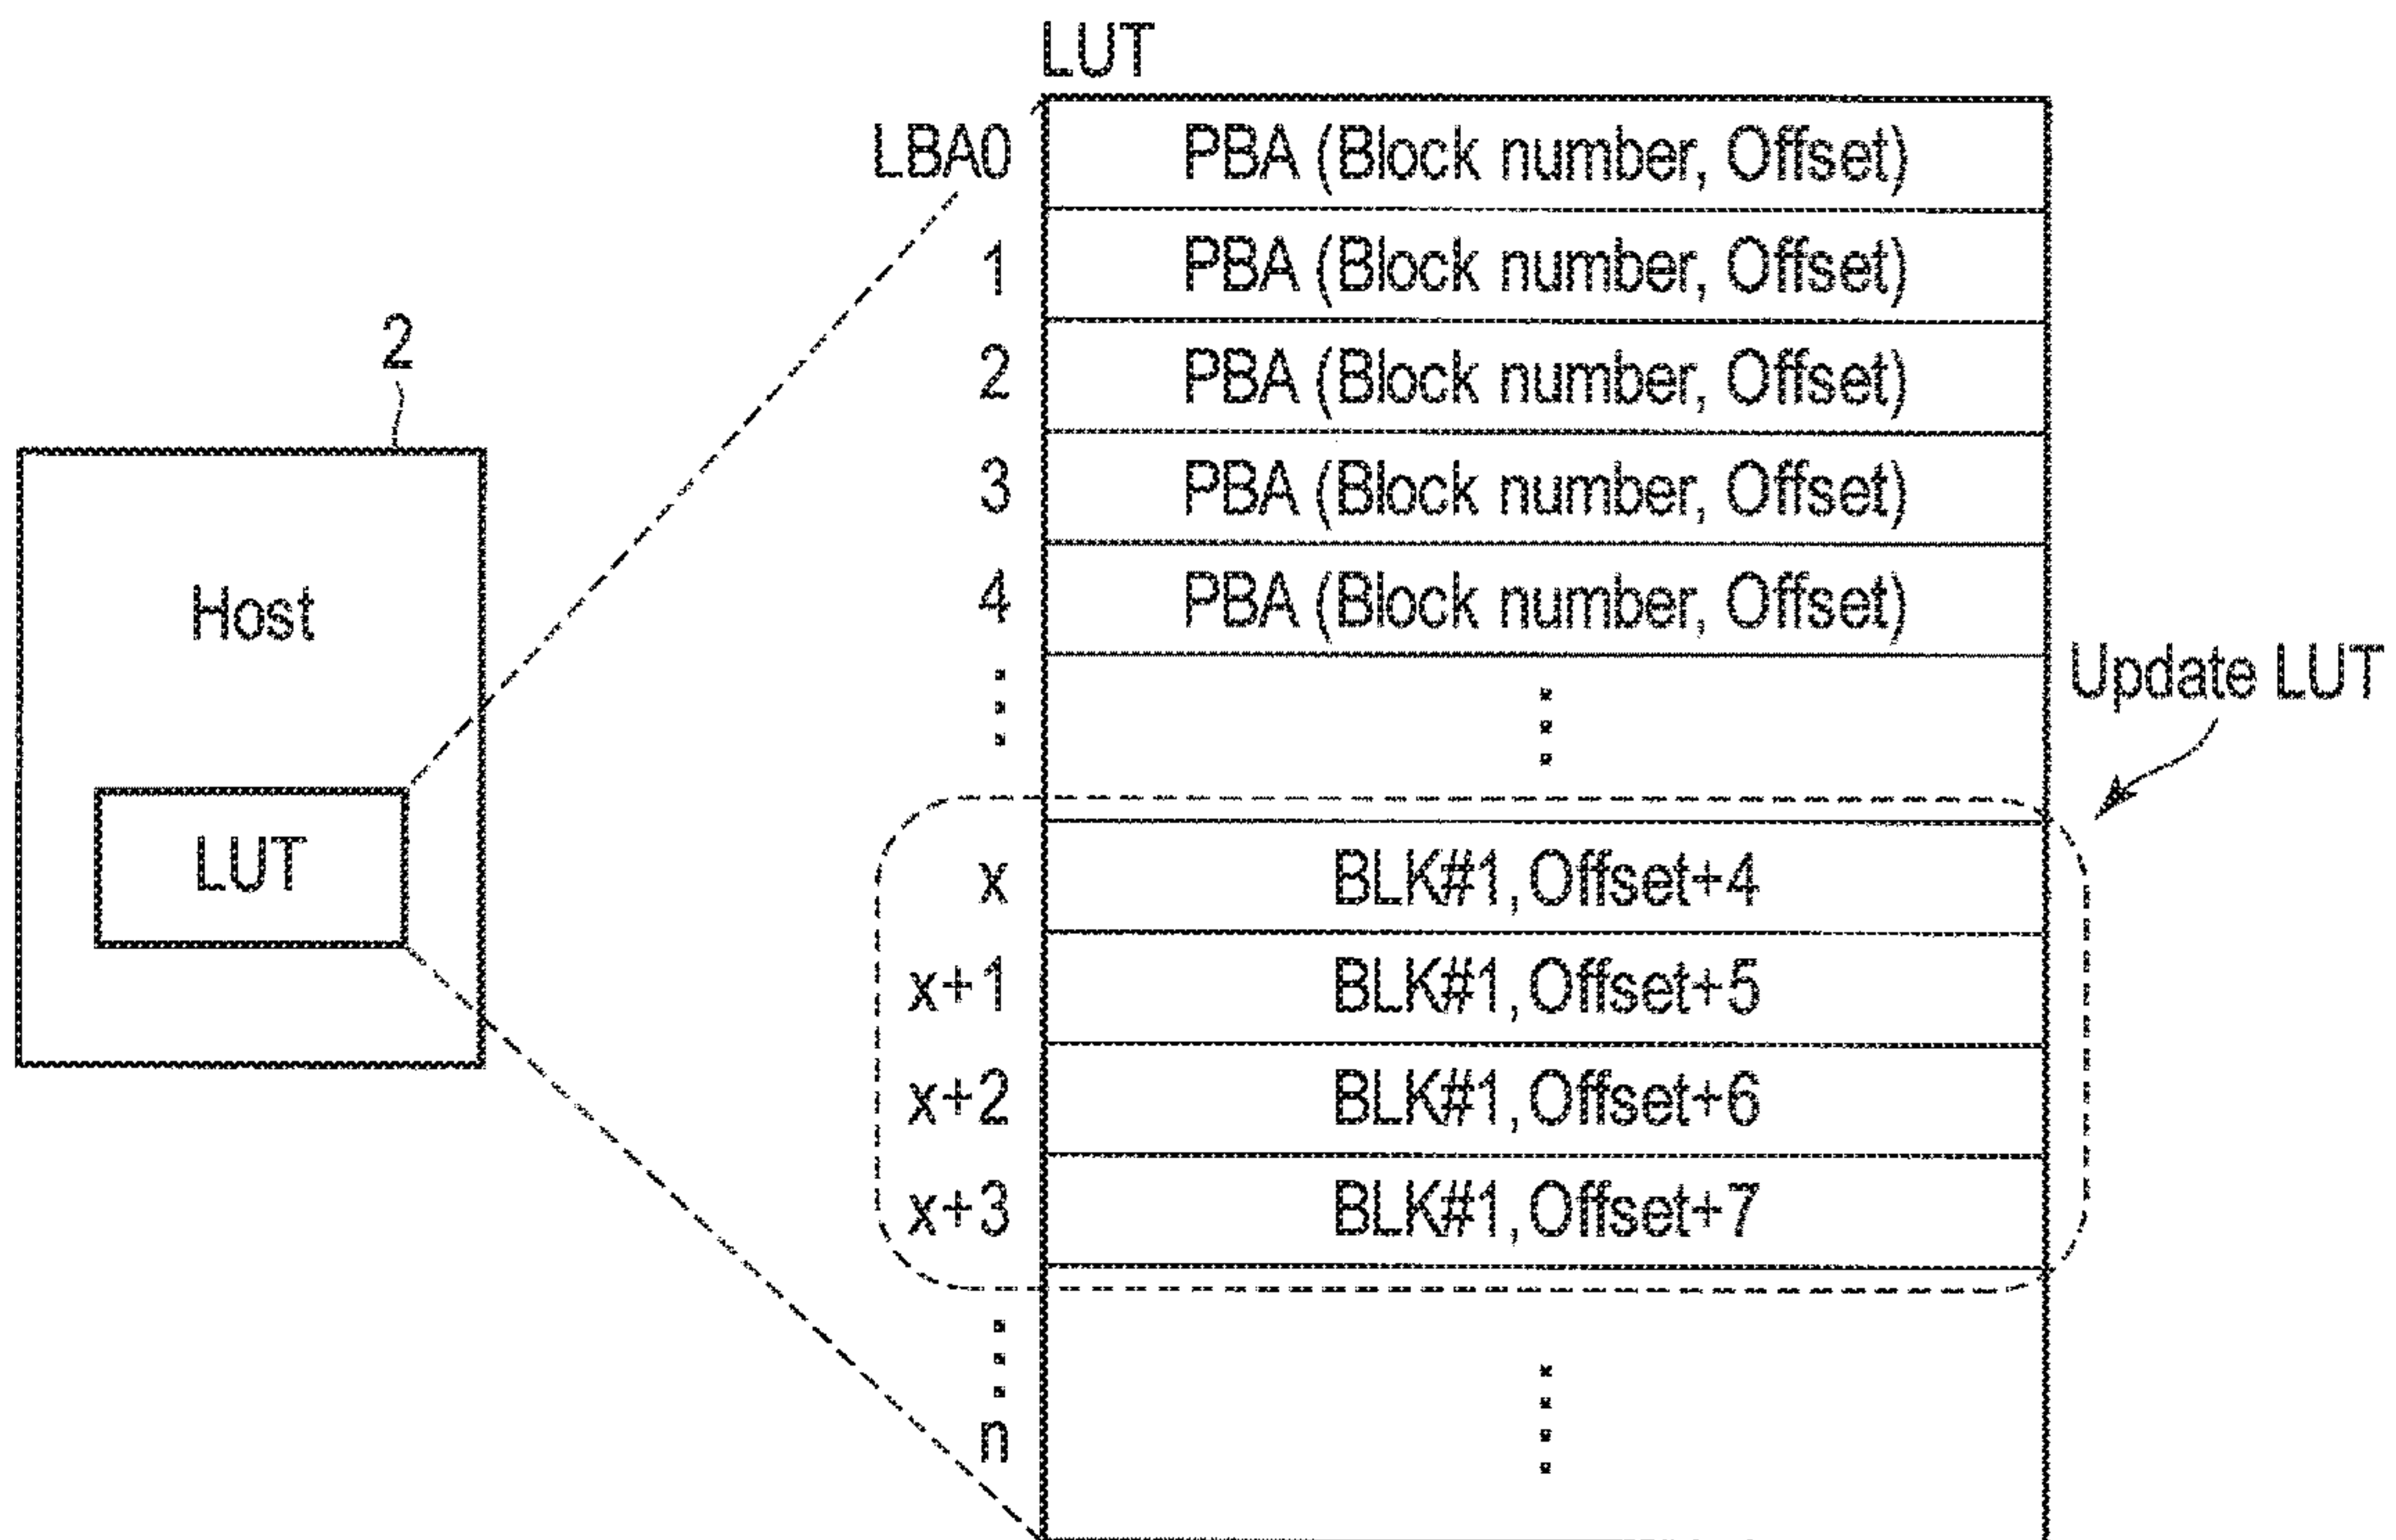 LUT
LBA0 PBA (Block number, Offset)
1 PBA (Block number, Offset)
2 PBA (Block number, Offset)
3 PBA (Block number, Offset)
4 PBA (Block number, Offset)
2
Host
LUT
Update LUT
x BLK#1, Offset+4
x+1 BLK#1, Offset+5
x+2 BLK#1, Offset+6
x+3 BLK#1, Offset+7
n